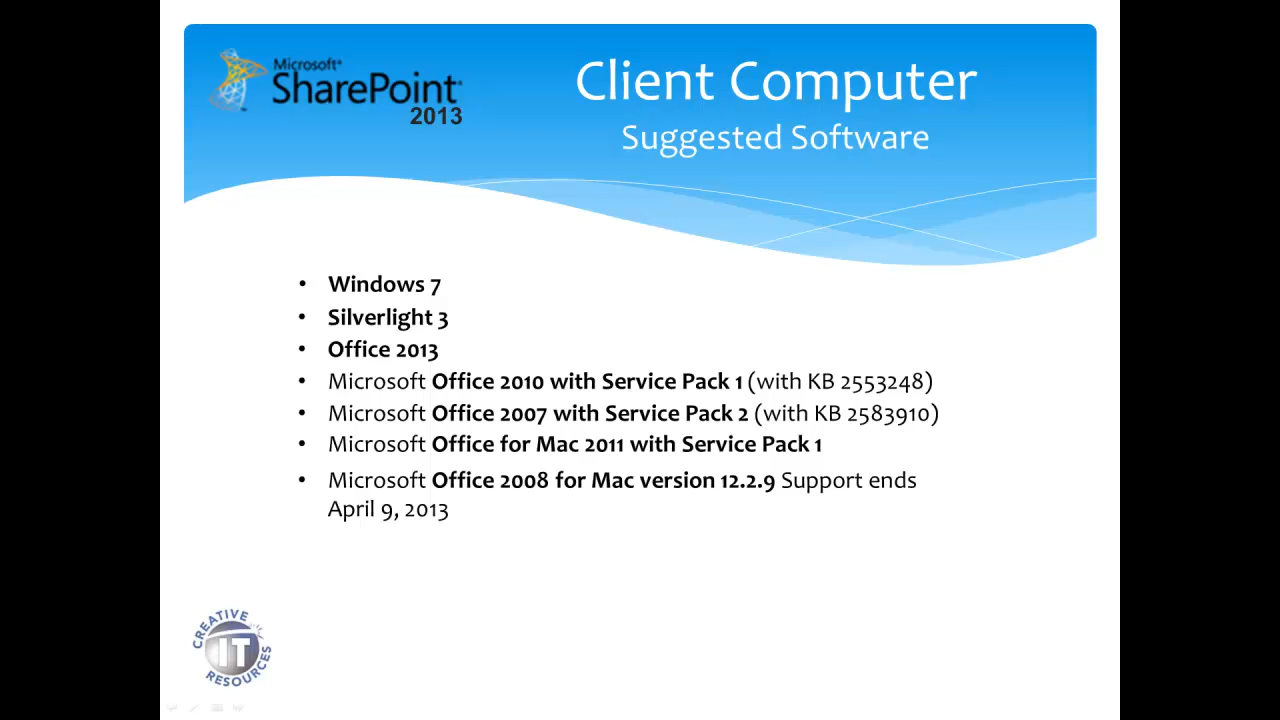 Microsoft®
SharePoint®
2013
Client Computer
Suggested Software
• Windows 7
• Silverlight 3
• Office 2013
• Microsoft Office 2010 with Service Pack 1 (with KB 2553248)
• Microsoft Office 2007 with Service Pack 2 (with KB 2583910)
• Microsoft Office for Mac 2011 with Service Pack 1
• Microsoft Office 2008 for Mac version 12.2.9 Support ends
April 9, 2013
CREATIVE
IT
RESOURCES